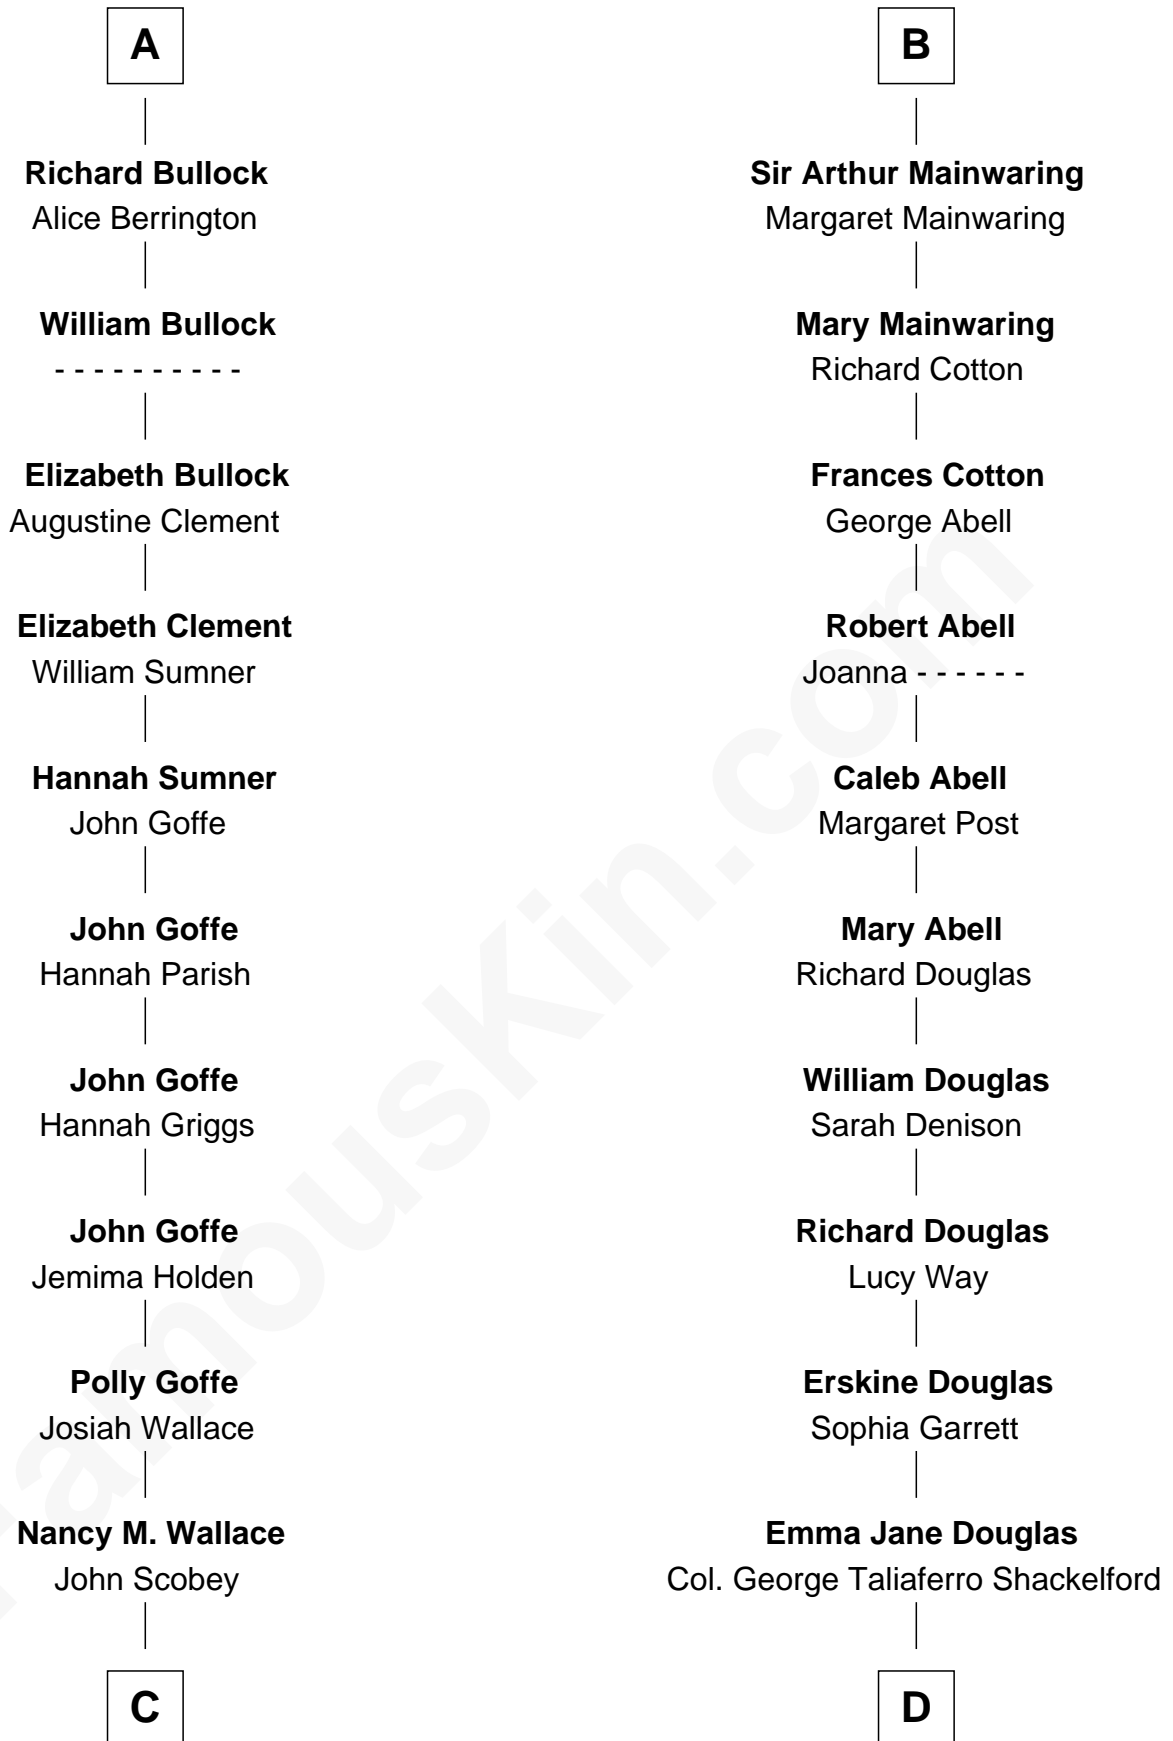 A
Richard Bullock
Alice Berrington
William Bullock
- - - - - - - - - -
Elizabeth Bullock
Augustine Clement
Elizabeth Clement
William Sumner
Hannah Sumner
John Goffe
John Goffe
Hannah Parish
John Goffe
Hannah Griggs
John Goffe
Jemima Holden
Polly Goffe
Josiah Wallace
Nancy M. Wallace
John Scobey
C
B
Sir Arthur Mainwaring
Margaret Mainwaring
Mary Mainwaring
Richard Cotton
Frances Cotton
George Abell
Robert Abell
Joanna - - - - - -
Caleb Abell
Margaret Post
Mary Abell
Richard Douglas
William Douglas
Sarah Denison
Richard Douglas
Lucy Way
Erskine Douglas
Sophia Garrett
Emma Jane Douglas
Col. George Taliaferro Shackelford
D
FamousKin.com